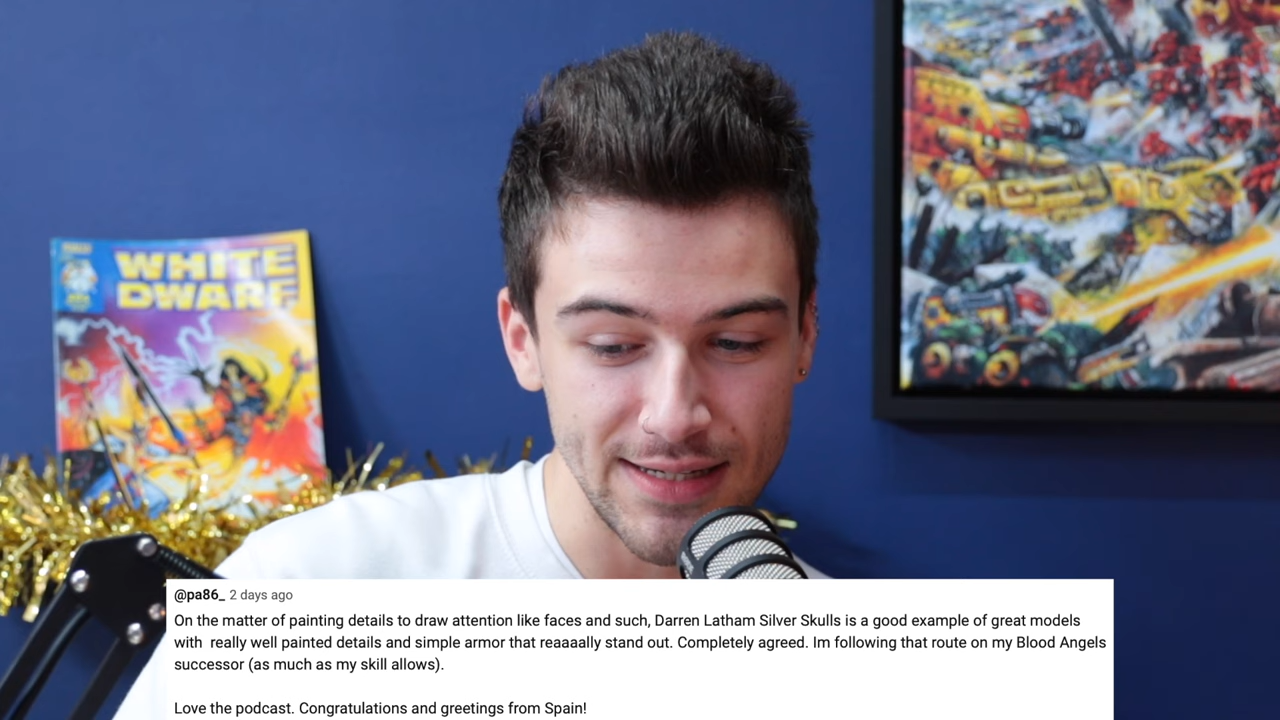 WHITE
DWARF
@pa86_ 2 days ago
On the matter of painting details to draw attention like faces and such, Darren Latham Silver Skulls is a good example of great models
with  really well painted details and simple armor that reaaaally stand out. Completely agreed. Im following that route on my Blood Angels
successor (as much as my skill allows).
Love the podcast. Congratulations and greetings from Spain!